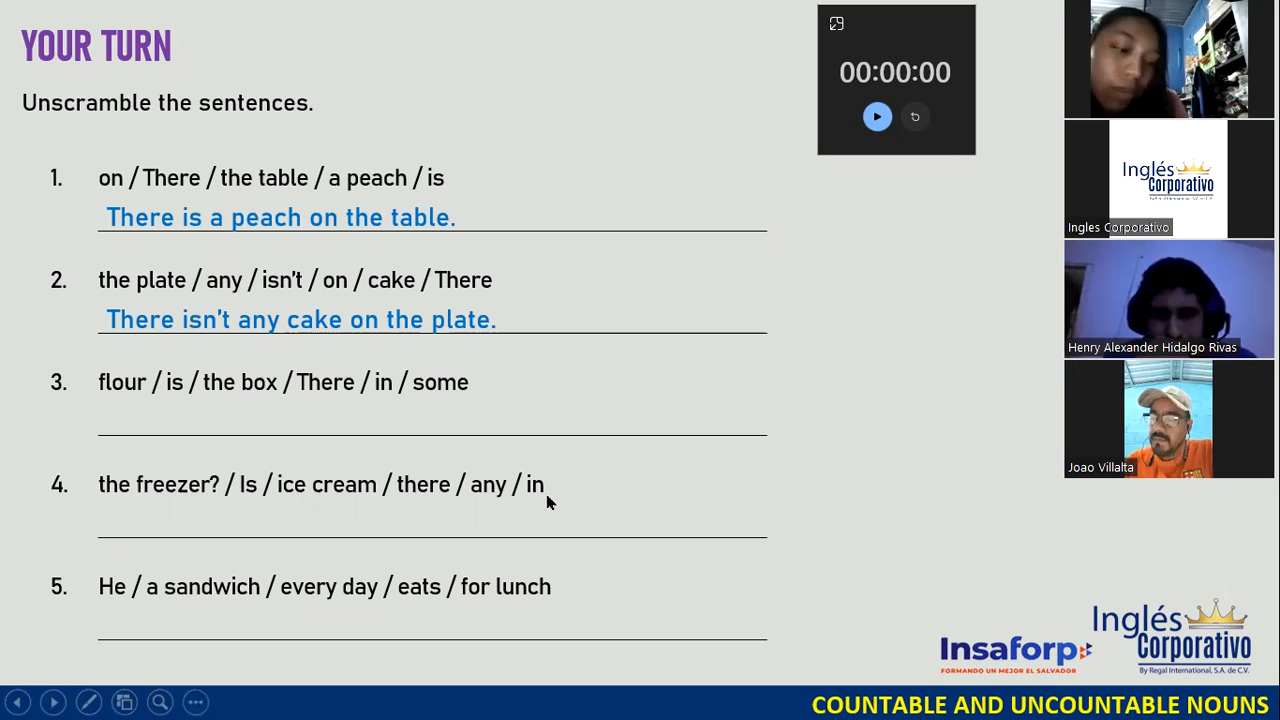 YOUR TURN
Unscramble the sentences.
1. on / There / the table / a peach / is
There is a peach on the table.
2. the plate / any / isn't / on / cake / There
There isn't any cake on the plate.
3. flour / is / the box / There / in / some
4. the freezer? / Is / ice cream / there / any / in
5. He / a sandwich / every day / eats / for lunch
00:00:00
Inglés
Corporativo
Ingles Corporativo
Henry Alexander Hidalgo Rivas
Joao Villalta
Insaforp
FORMANDO UN MEJOR EL SALVADOR
Inglés
Corporativo
By Regal International, S.A. de C.V.
COUNTABLE AND UNCOUNTABLE NOUNS